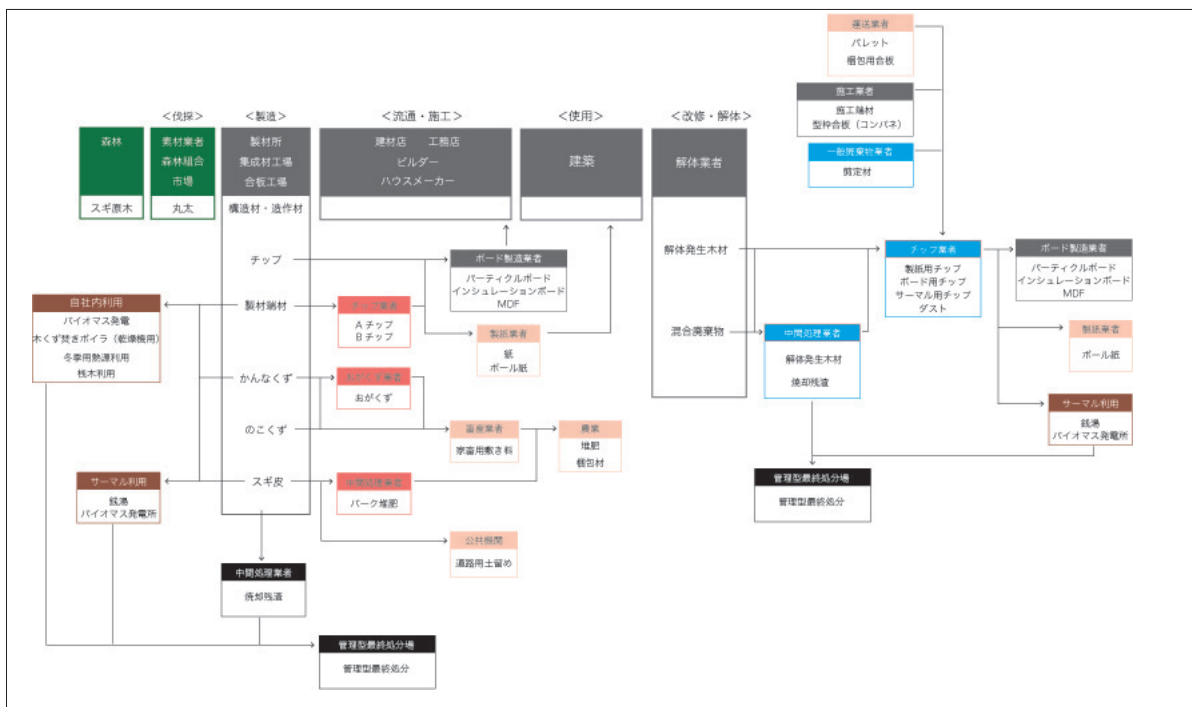 運送業者
パレット
梱包用合板
施工業者
施工端材
型枠合板（コンパネ）
一般廃棄物業者
剪定材
＜伐採＞
＜製造＞
＜流通・施工＞
＜使用＞
＜改修・解体＞
森林
スギ原木
素材業者
森林組合
市場
丸太
製材所
集成材工場
合板工場
構造材・造作材
建材店　工務店
ビルダー
ハウスメーカー
建築
解体業者
チップ
製材端材
かんなくず
のこくず
スギ皮
自社内利用
バイオマス発電
木くず焚きボイラ（乾燥機用）
冬季用熱源利用
桟木利用
サーマル利用
銭湯
バイオマス発電所
チップ業者
Aチップ
Bチップ
おがくず業者
おがくず
中間処理業者
バーク堆肥
ボード製造業者
パーティクルボード
インシュレーションボード
MDF
製紙業者
紙
ボール紙
畜産業者
家畜用敷き料
農業
堆肥
梱包材
公共機関
道路用土留め
中間処理業者
焼却残渣
管理型最終処分場
管理型最終処分
解体発生木材
混合廃棄物
中間処理業者
解体発生木材
焼却残渣
チップ業者
製紙用チップ
ボード用チップ
サーマル用チップ
ダスト
ボード製造業者
パーティクルボード
インシュレーションボード
MDF
製紙業者
ボール紙
サーマル利用
銭湯
バイオマス発電所
管理型最終処分場
管理型最終処分